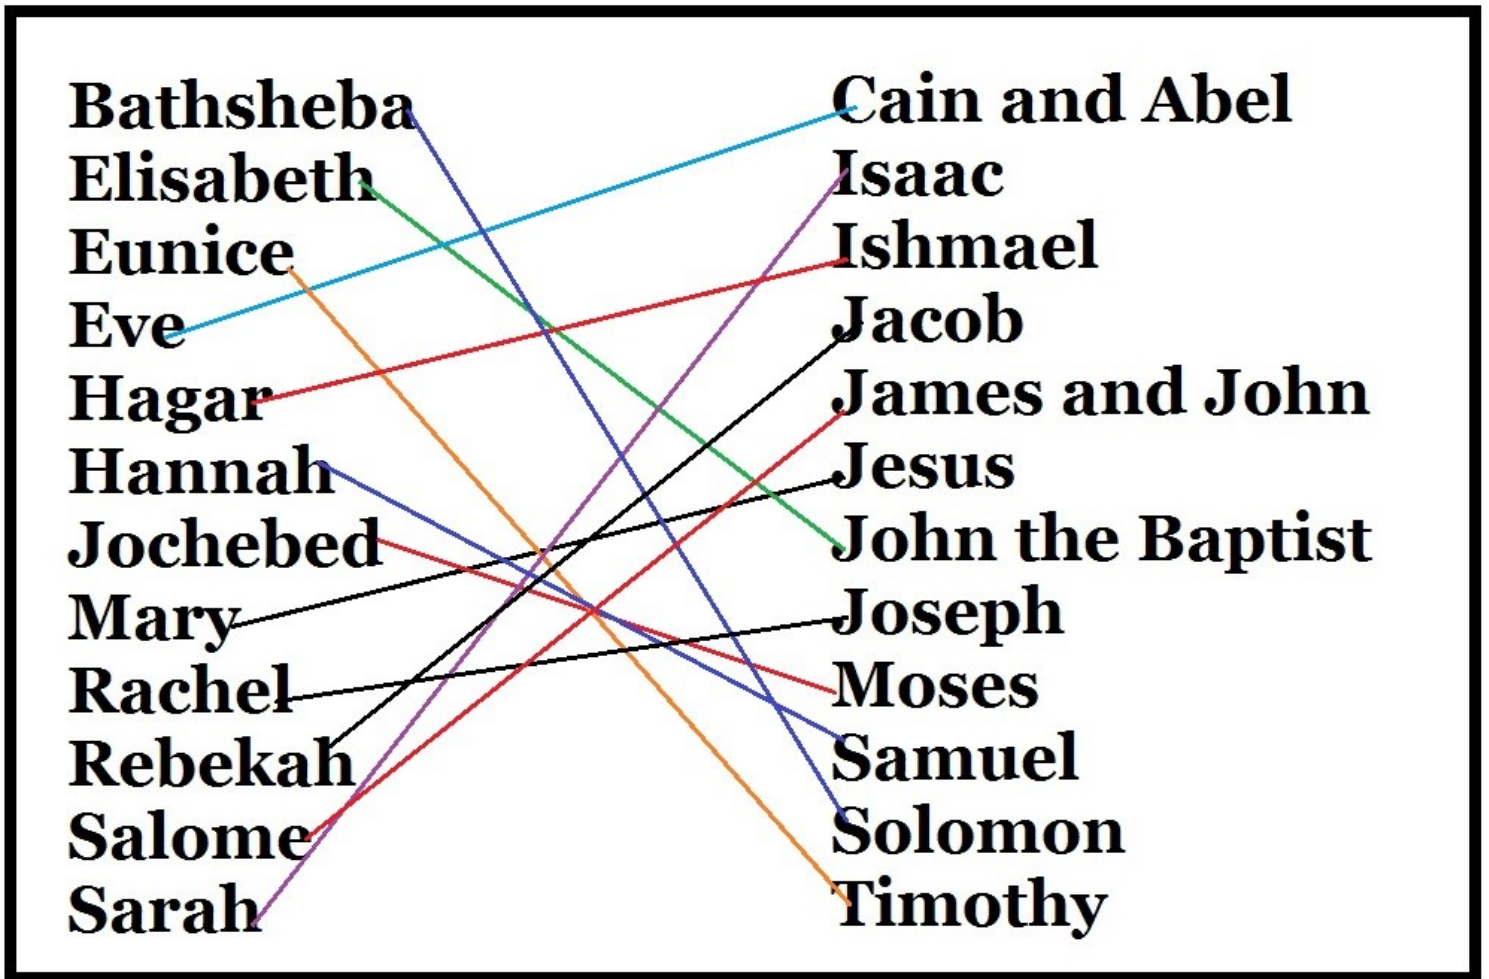 Bathsheba
Elisabeth
Eunice
Eve
Hagar
Hannah
Jochebed
Mary
Rachel
Rebekah
Salome
Sarah
Cain and Abel
Isaac
Ishmael
Jacob
James and John
Jesus
John the Baptist
Joseph
Moses
Samuel
Solomon
Timothy